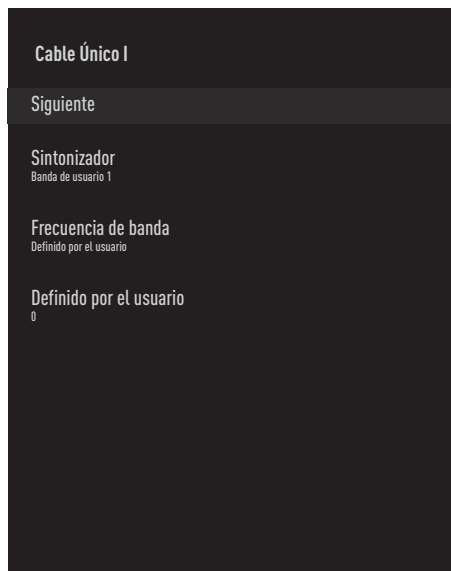 Cable Único I
Siguiente
Sintonizador
Banda de usuario 1
Frecuencia de banda
Definido por el usuario
Definido por el usuario
0